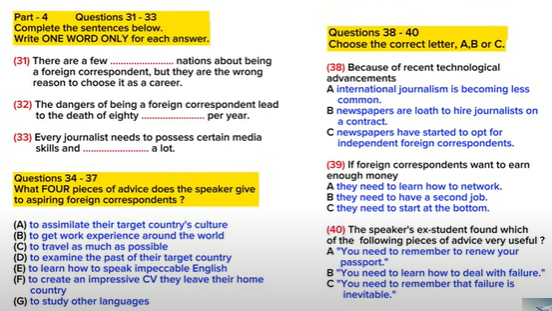 Part - 4 Questions 31 - 33
Complete the sentences below.
Write ONE WORD ONLY for each answer.
(31) There are a few ........................ nations about being
a foreign correspondent, but they are the wrong
reason to choose it as a career.
(32) The dangers of being a foreign correspondent lead
to the death of eighty ........................ per year.
(33) Every journalist needs to possess certain media
skills and ........................ a lot.
Questions 34 - 37
What FOUR pieces of advice does the speaker give
to aspiring foreign correspondents ?
(A) to assimilate their target country's culture
(B) to get work experience around the world
(C) to travel as much as possible
(D) to examine the past of their target country
(E) to learn how to speak impeccable English
(F) to create an impressive CV they leave their home
country
(G) to study other languages
Questions 38 - 40
Choose the correct letter, A,B or C.
(38) Because of recent technological
advancements
A international journalism is becoming less
common.
B newspapers are loath to hire journalists on
a contract.
C newspapers have started to opt for
independent foreign correspondents.
(39) If foreign correspondents want to earn
enough money
A they need to learn how to network.
B they need to have a second job.
C they need to start at the bottom.
(40) The speaker's ex-student found which
of the following pieces of advice very useful ?
A "You need to remember to renew your
passport."
B "You need to learn how to deal with failure."
C "You need to remember that failure is
inevitable."